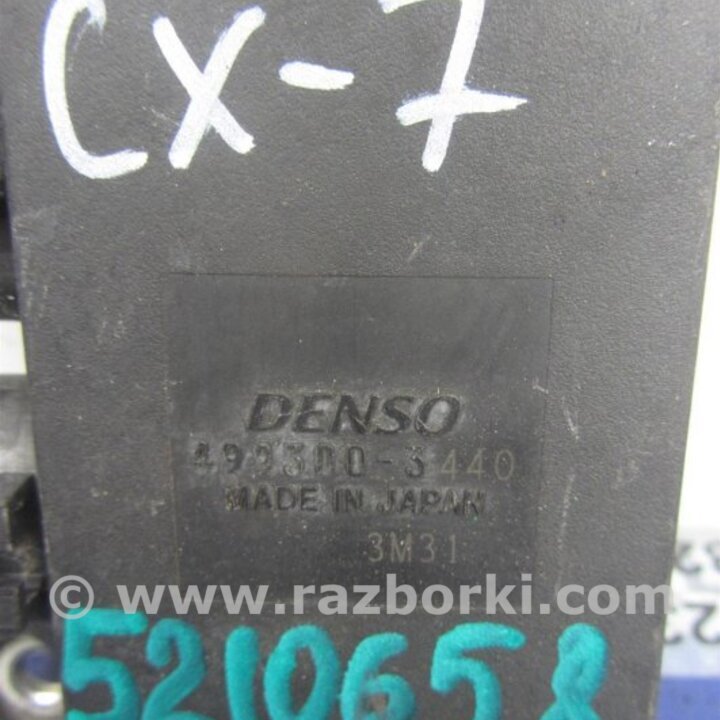 CX-7
DENSO
499300-3440
MADE IN JAPAN
3M31
© www.razborki.com
5210658